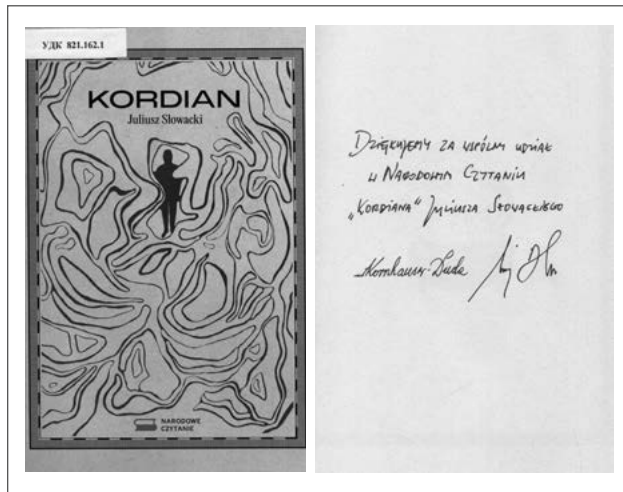 УДК 821.162.1
KORDIAN
Juliusz Słowacki
NARODOWE
CZYTANIE
Dziękujemy za wspólny udział
w Narodowym Czytaniu
„Kordiana" Juliusza Słowackiego
Kornhauser-Duda